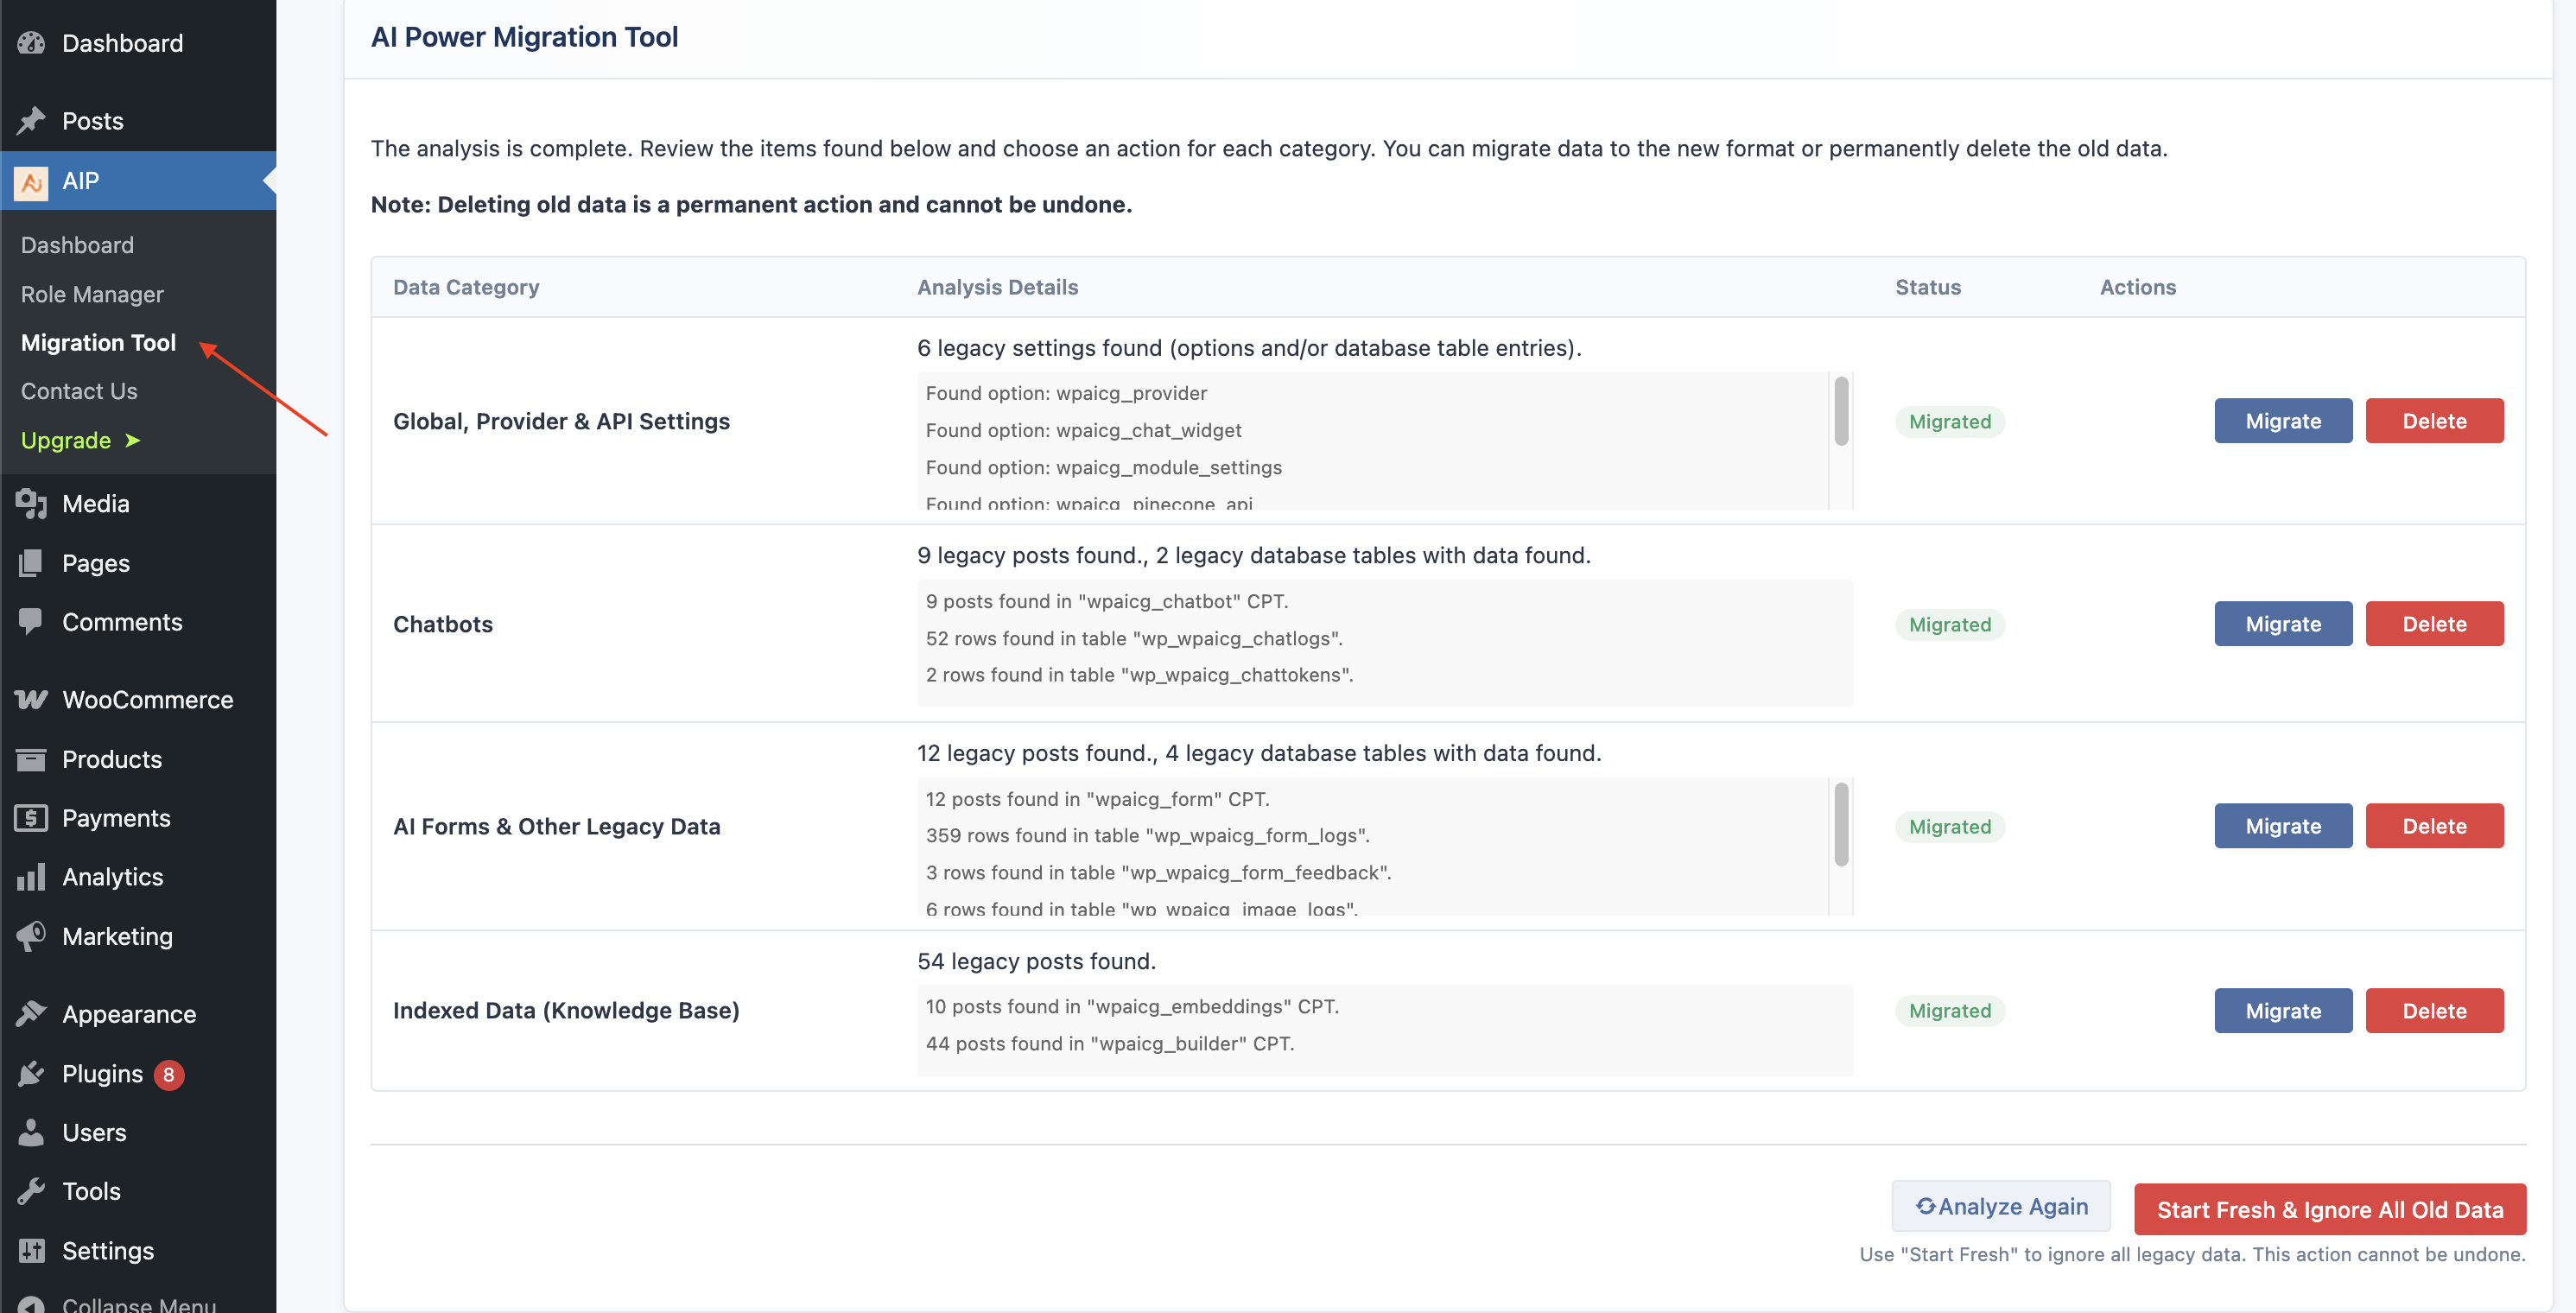 Dashboard
Posts
AIP
Dashboard
Role Manager
Migration Tool
Contact Us
Upgrade ➤
Media
Pages
Comments
WooCommerce
Products
Payments
Analytics
Marketing
Appearance
Plugins 8
Users
Tools
Settings
Collapse Menu
AI Power Migration Tool
The analysis is complete. Review the items found below and choose an action for each category. You can migrate data to the new format or permanently delete the old data.
Note: Deleting old data is a permanent action and cannot be undone.
Data Category Analysis Details Status Actions
6 legacy settings found (options and/or database table entries).
Found option: wpaicg_provider
Found option: wpaicg_chat_widget
Global, Provider & API Settings Migrated Migrate Delete
Found option: wpaicg_module_settings
Found option: wpaicg_pinecone_api
9 legacy posts found., 2 legacy database tables with data found.
9 posts found in "wpaicg_chatbot" CPT.
Chatbots Migrated Migrate Delete
52 rows found in table "wp_wpaicg_chatlogs".
2 rows found in table "wp_wpaicg_chattokens".
12 legacy posts found., 4 legacy database tables with data found.
12 posts found in "wpaicg_form" CPT.
AI Forms & Other Legacy Data Migrated Migrate Delete
359 rows found in table "wp_wpaicg_form_logs".
3 rows found in table "wp_wpaicg_form_feedback".
6 rows found in table "wp_wpaicg_image_logs".
54 legacy posts found.
10 posts found in "wpaicg_embeddings" CPT.
Indexed Data (Knowledge Base) Migrated Migrate Delete
44 posts found in "wpaicg_builder" CPT.
Analyze Again Start Fresh & Ignore All Old Data
Use "Start Fresh" to ignore all legacy data. This action cannot be undone.